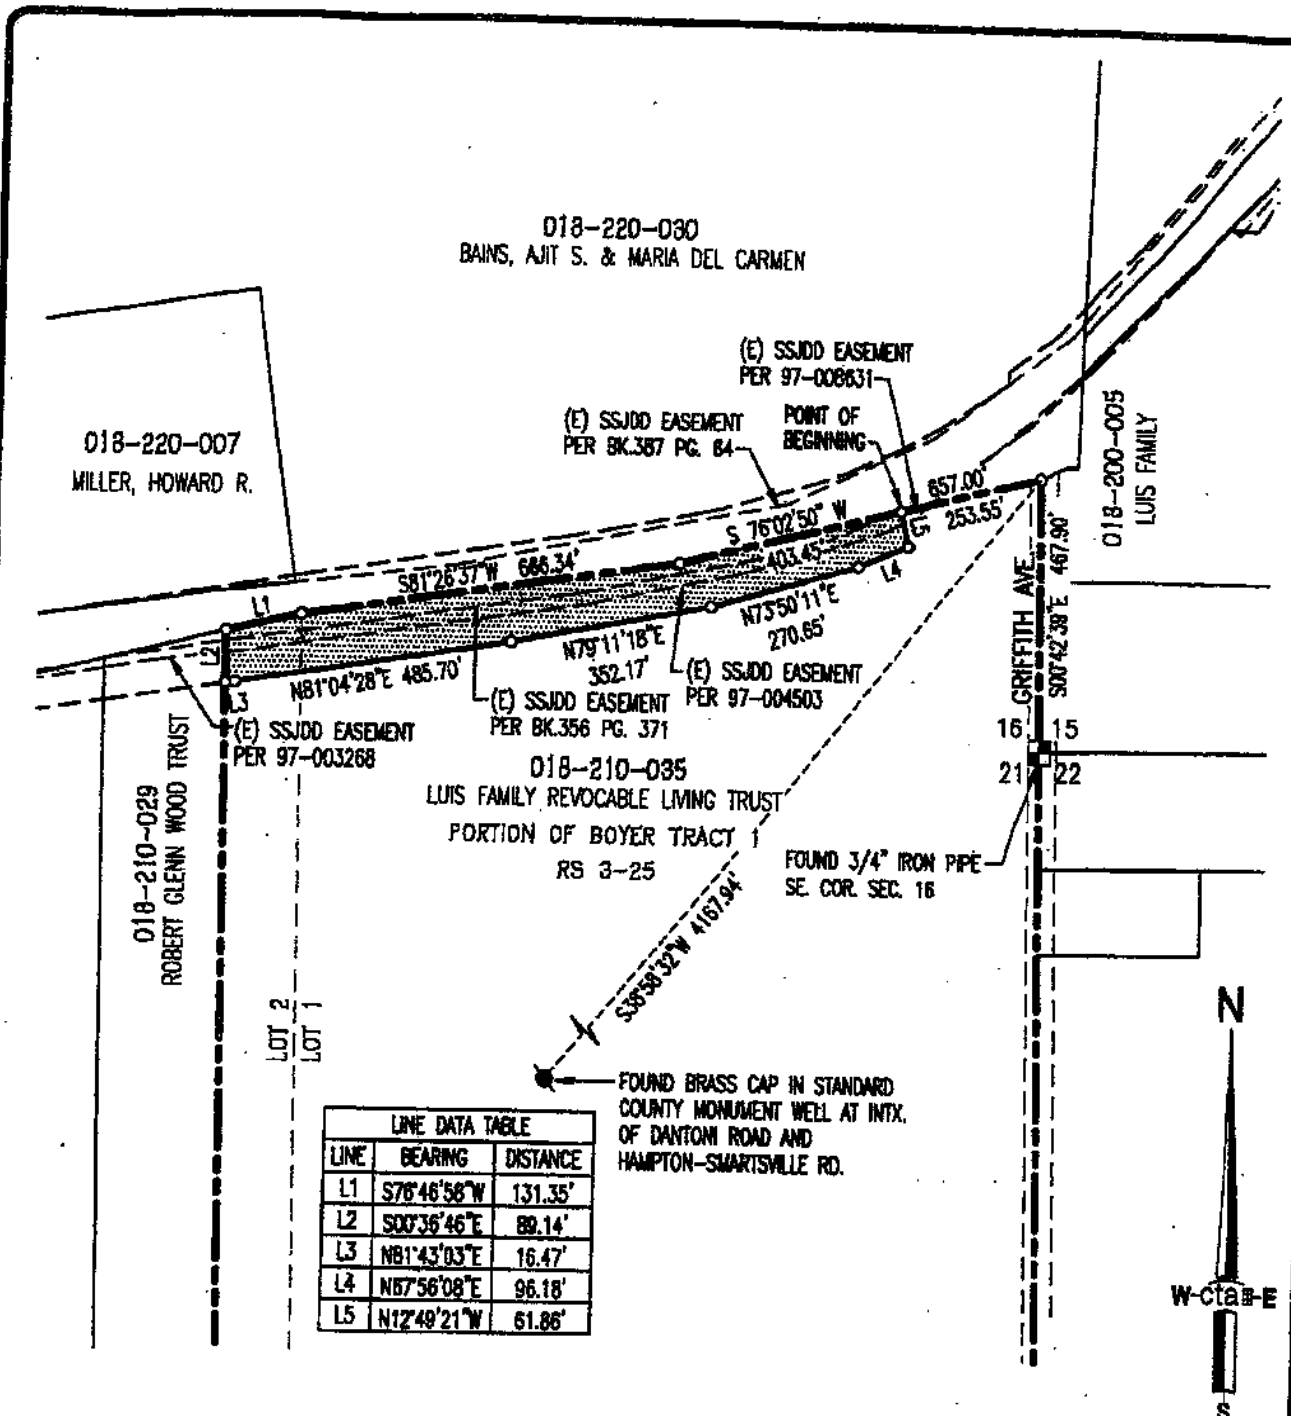 018-220-030
BAINS, AJIT S. & MARIA DEL CARMEN
(E) SSJDD EASEMENT
PER 97-008631
(E) SSJDD EASEMENT
PER BK.387 PG. 64
POINT OF
BEGINNING
018-220-007
MILLER, HOWARD R.
018-200-005
LUIS FAMILY
657.00'
253.55'
S 76°02'50" W
403.45'
S81°26'37"W 666.34'
L1
L2
L3
L4
L5
N81°04'28"E 485.70'
N79°11'18"E
352.17'
N73°50'11"E
270.65'
GRIFFITH AVE.
S00°42'39"E 467.90'
(E) SSJDD EASEMENT
PER 97-003268
(E) SSJDD EASEMENT
PER BK.356 PG. 371
(E) SSJDD EASEMENT
PER 97-004503
16 15
21 22
018-210-029
ROBERT GLENN WOOD TRUST
018-210-035
LUIS FAMILY REVOCABLE LIVING TRUST
PORTION OF BOYER TRACT 1
RS 3-25
FOUND 3/4" IRON PIPE
SE. COR. SEC. 16
S38°58'32"W 4167.94'
LOT 2
LOT 1
FOUND BRASS CAP IN STANDARD
COUNTY MONUMENT WELL AT INTX.
OF DANTONI ROAD AND
HAMPTON-SMARTSVILLE RD.
LINE DATA TABLE
LINE BEARING DISTANCE
L1 S76°46'58"W 131.35'
L2 S00°36'46"E 89.14'
L3 N81°43'03"E 16.47'
L4 N67°56'08"E 96.18'
L5 N12°49'21"W 61.86'
N
W-cta-E
S